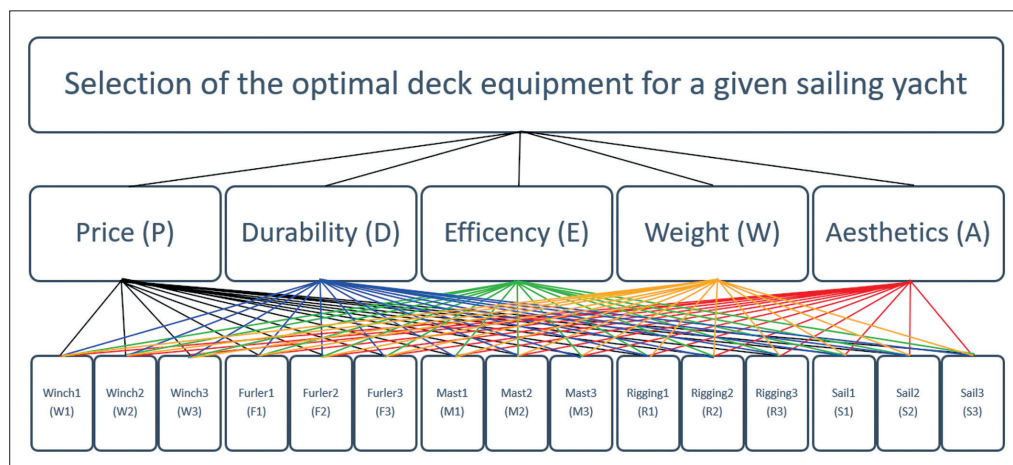 Selection of the optimal deck equipment for a given sailing yacht
Price (P)
Durability (D)
Efficency (E)
Weight (W)
Aesthetics (A)
Winch1
(W1)
Winch2
(W2)
Winch3
(W3)
Furler1
(F1)
Furler2
(F2)
Furler3
(F3)
Mast1
(M1)
Mast2
(M2)
Mast3
(M3)
Rigging1
(R1)
Rigging2
(R2)
Rigging3
(R3)
Sail1
(S1)
Sail2
(S2)
Sail3
(S3)